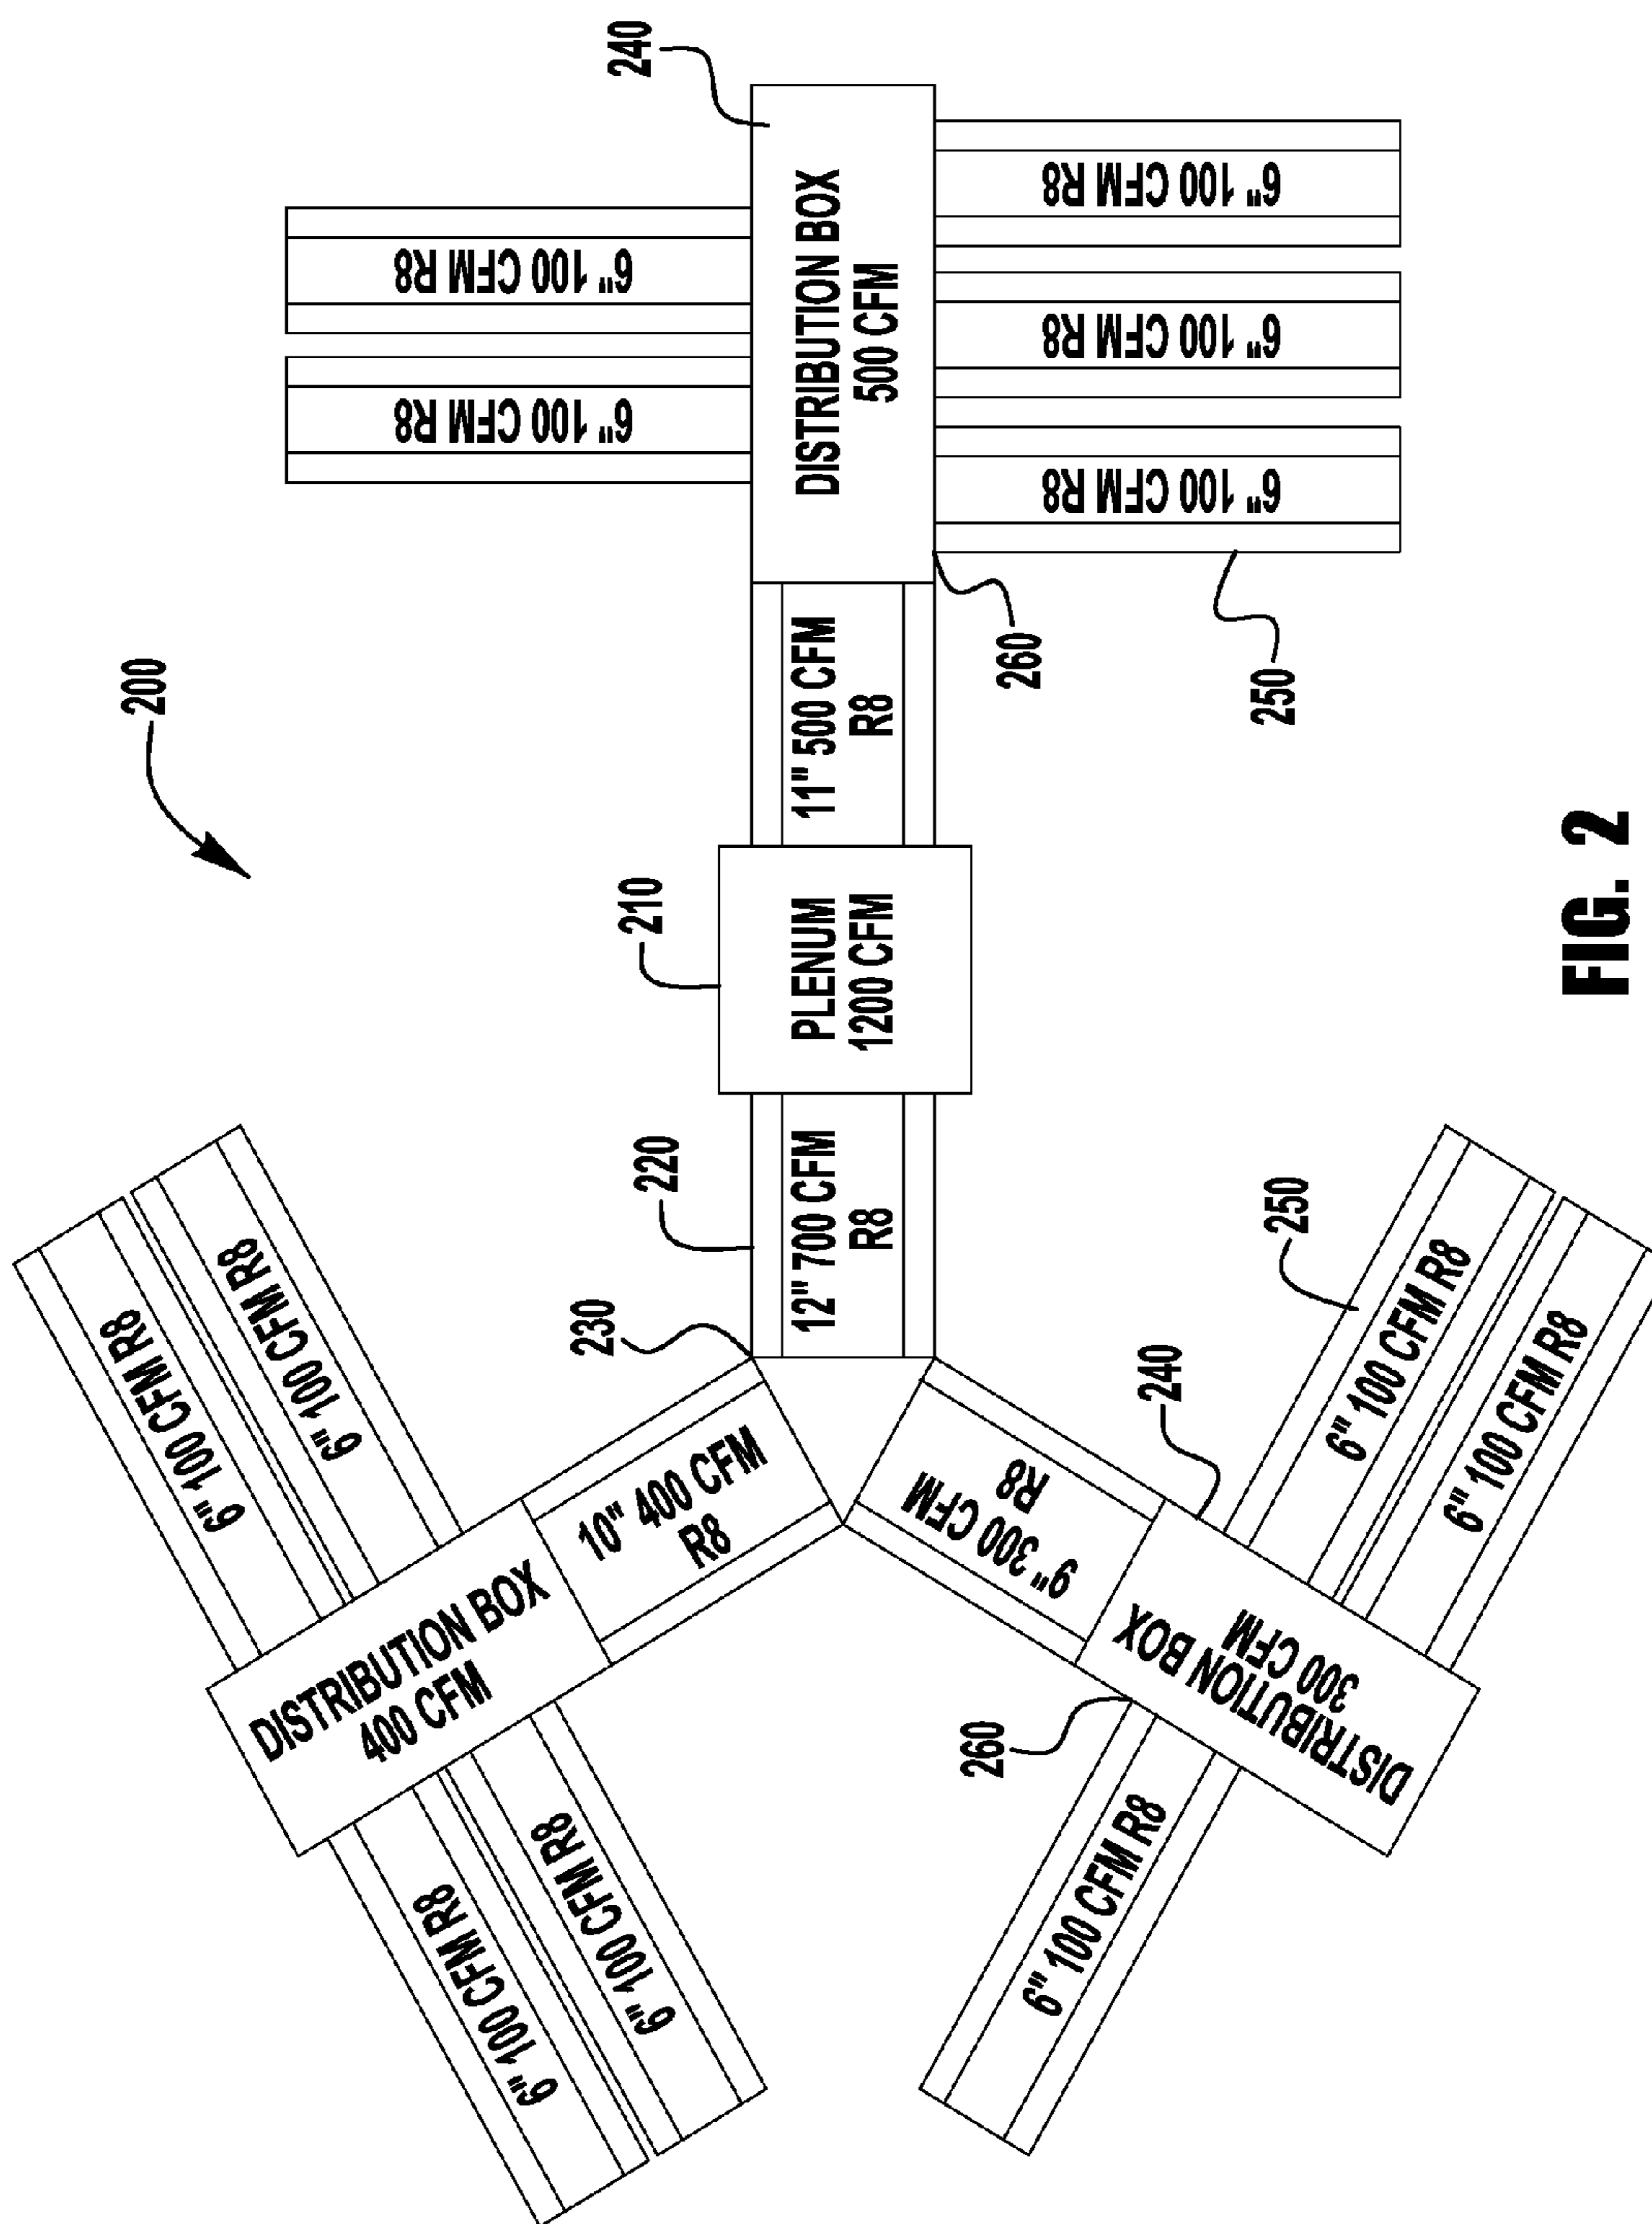 200
240
6" 100 CFM R8
6" 100 CFM R8
DISTRIBUTION BOX
500 CFM
6" 100 CFM R8
6" 100 CFM R8
6" 100 CFM R8
260
250
11" 500 CFM
R8
210
PLENUM
1200 CFM
220
12" 700 CFM
R8
230
10" 400 CFM
R8
6" 100 CFM R8
6" 100 CFM R8
DISTRIBUTION BOX
400 CFM
6" 100 CFM R8
6" 100 CFM R8
9" 300 CFM
R8
240
250
6" 100 CFM R8
6" 100 CFM R8
DISTRIBUTION BOX
300 CFM
260
6" 100 CFM R8
FIG. 2